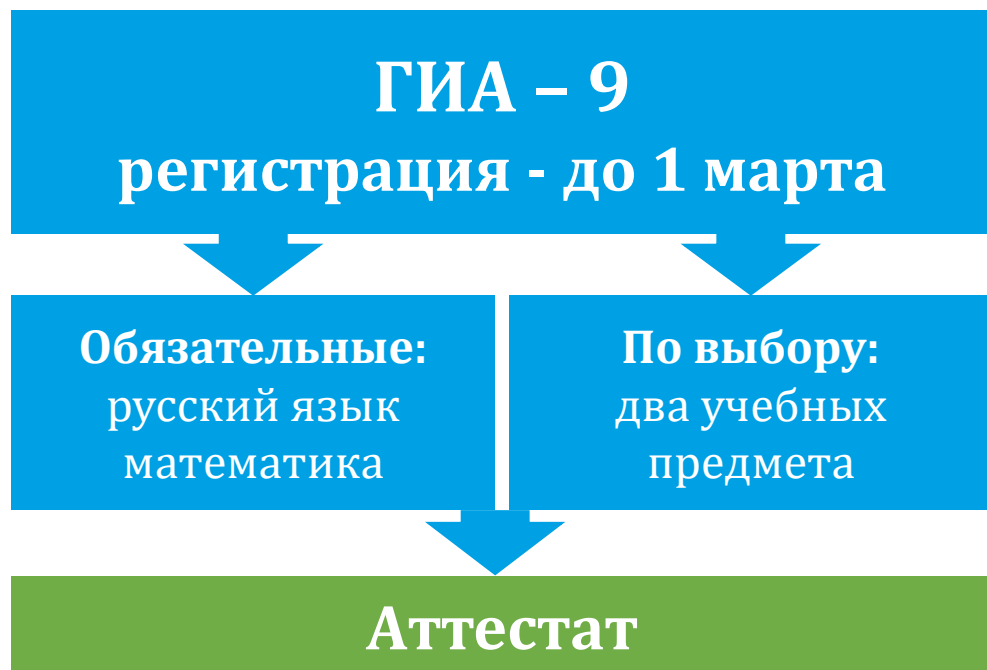 ГИА – 9
регистрация - до 1 марта
Обязательные:
русский язык
математика
По выбору:
два учебных
предмета
Аттестат